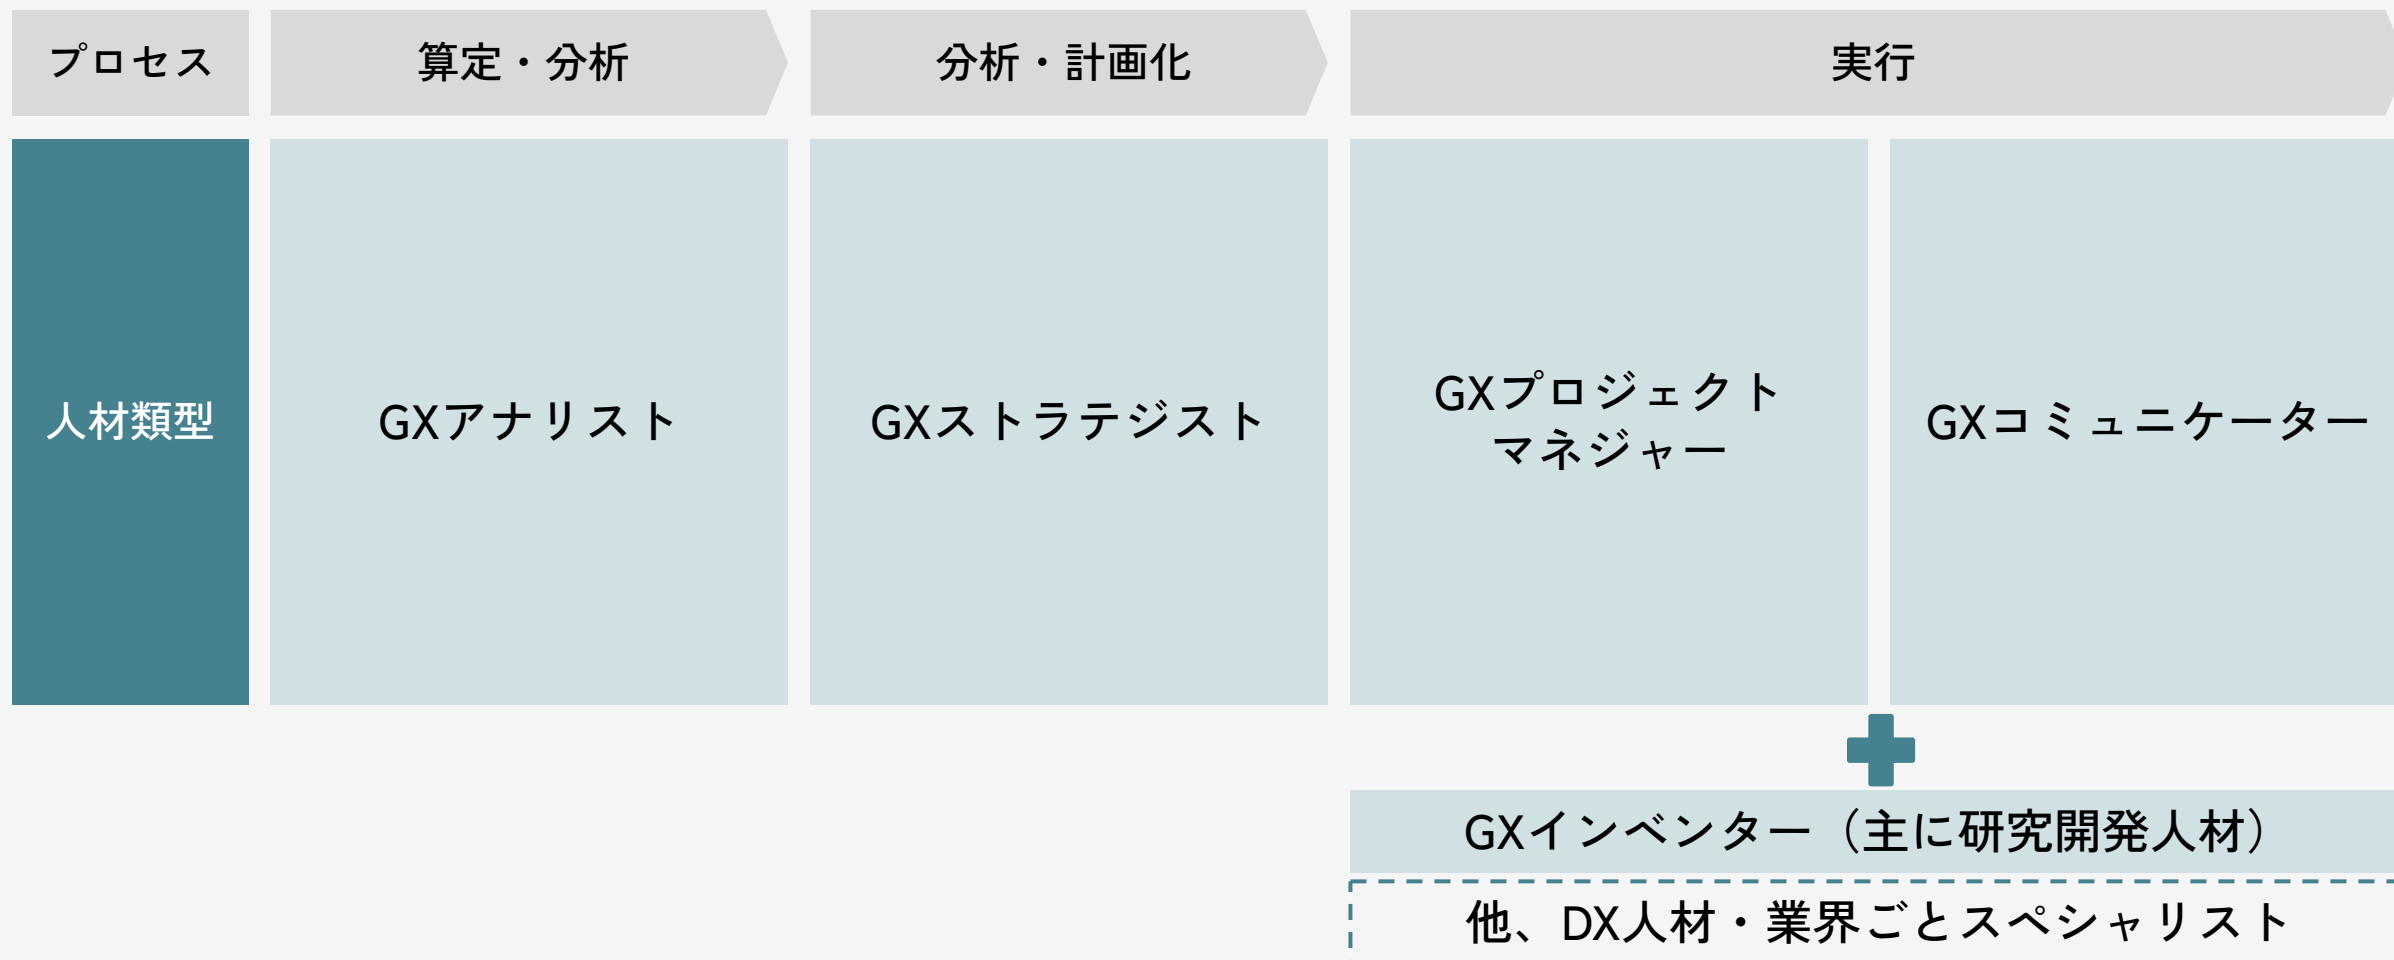 プロセス
算定・分析
分析・計画化
実行
人材類型
GXアナリスト
GXストラテジスト
GXプロジェクト
マネジャー
GXコミュニケーター
GXインベンター（主に研究開発人材）
他、DX人材・業界ごとスペシャリスト